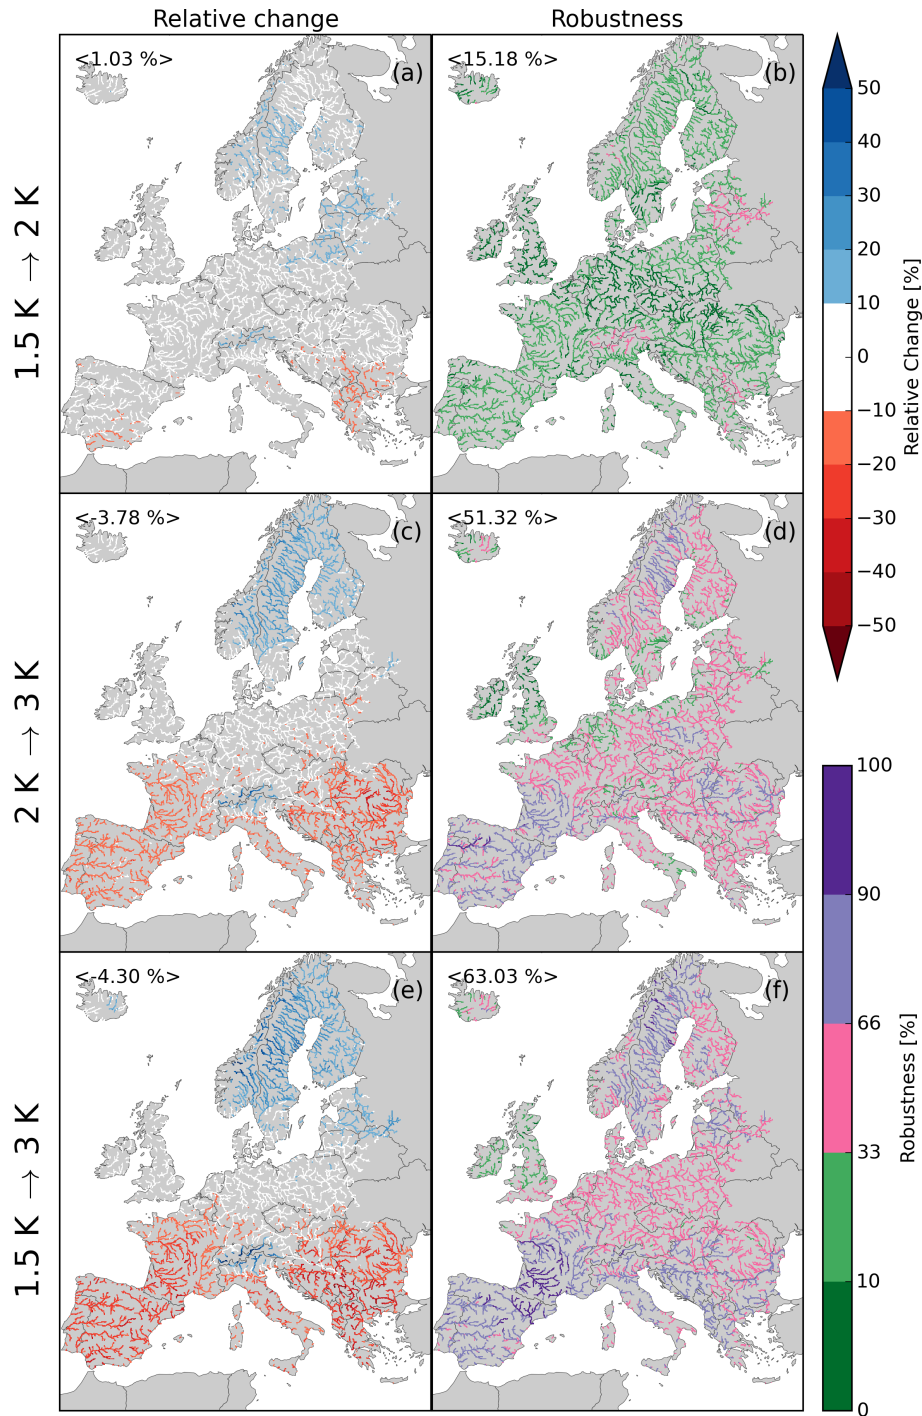 Relative change
Robustness
1.5 K → 2 K
<1.03 %>
(a)
<15.18 %>
(b)
2 K → 3 K
<-3.78 %>
(c)
<51.32 %>
(d)
1.5 K → 3 K
<-4.30 %>
(e)
<63.03 %>
(f)
50
40
30
20
10
0
−10
−20
−30
−40
−50
Relative Change [%]
100
90
66
33
10
0
Robustness [%]